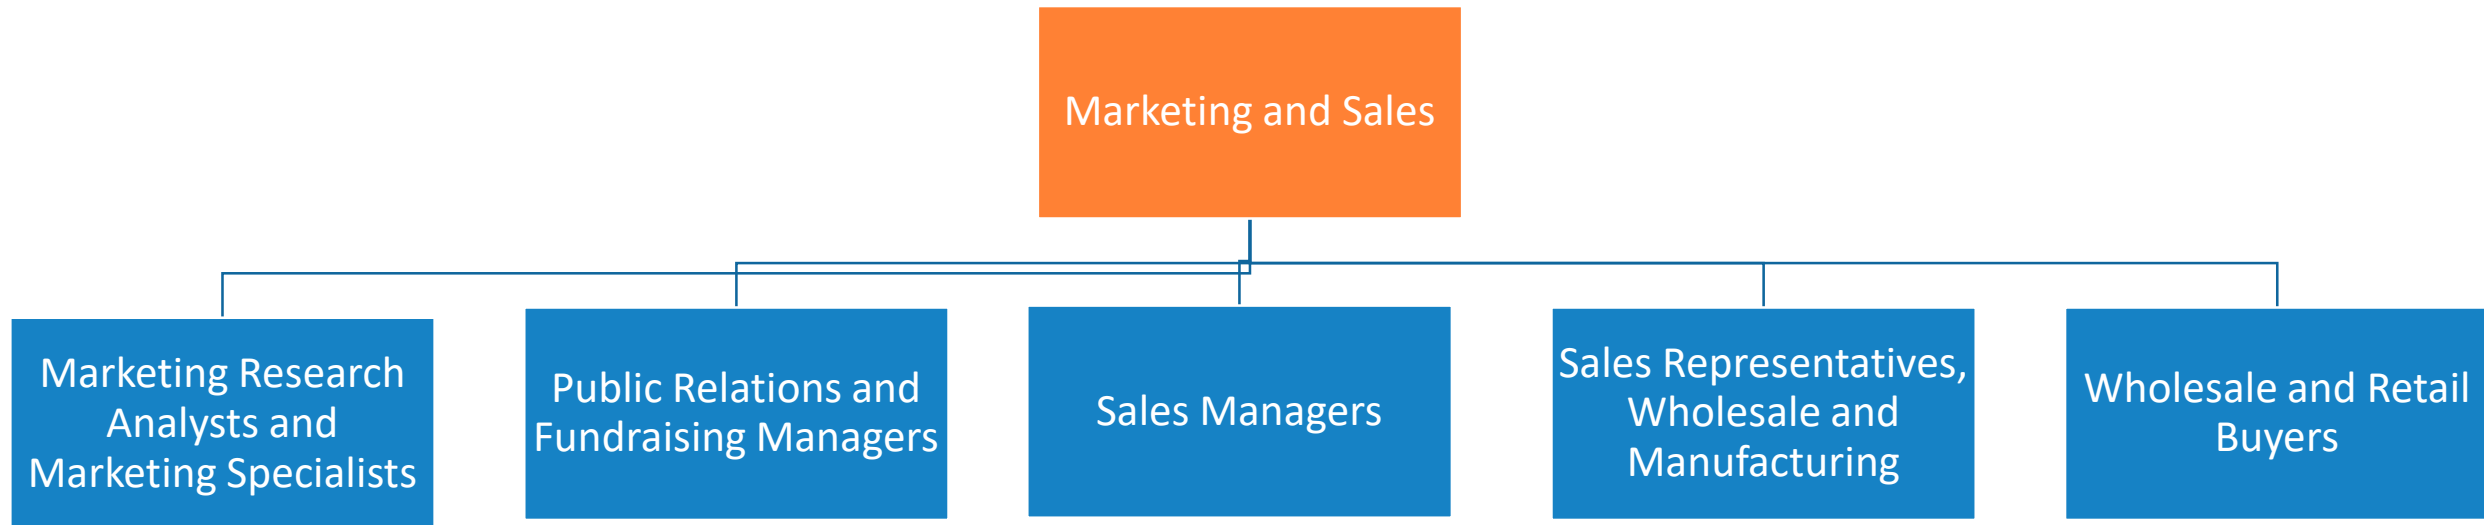 Marketing and Sales
Marketing Research
Analysts and
Marketing Specialists
Public Relations and
Fundraising Managers
Sales Managers
Sales Representatives,
Wholesale and
Manufacturing
Wholesale and Retail
Buyers